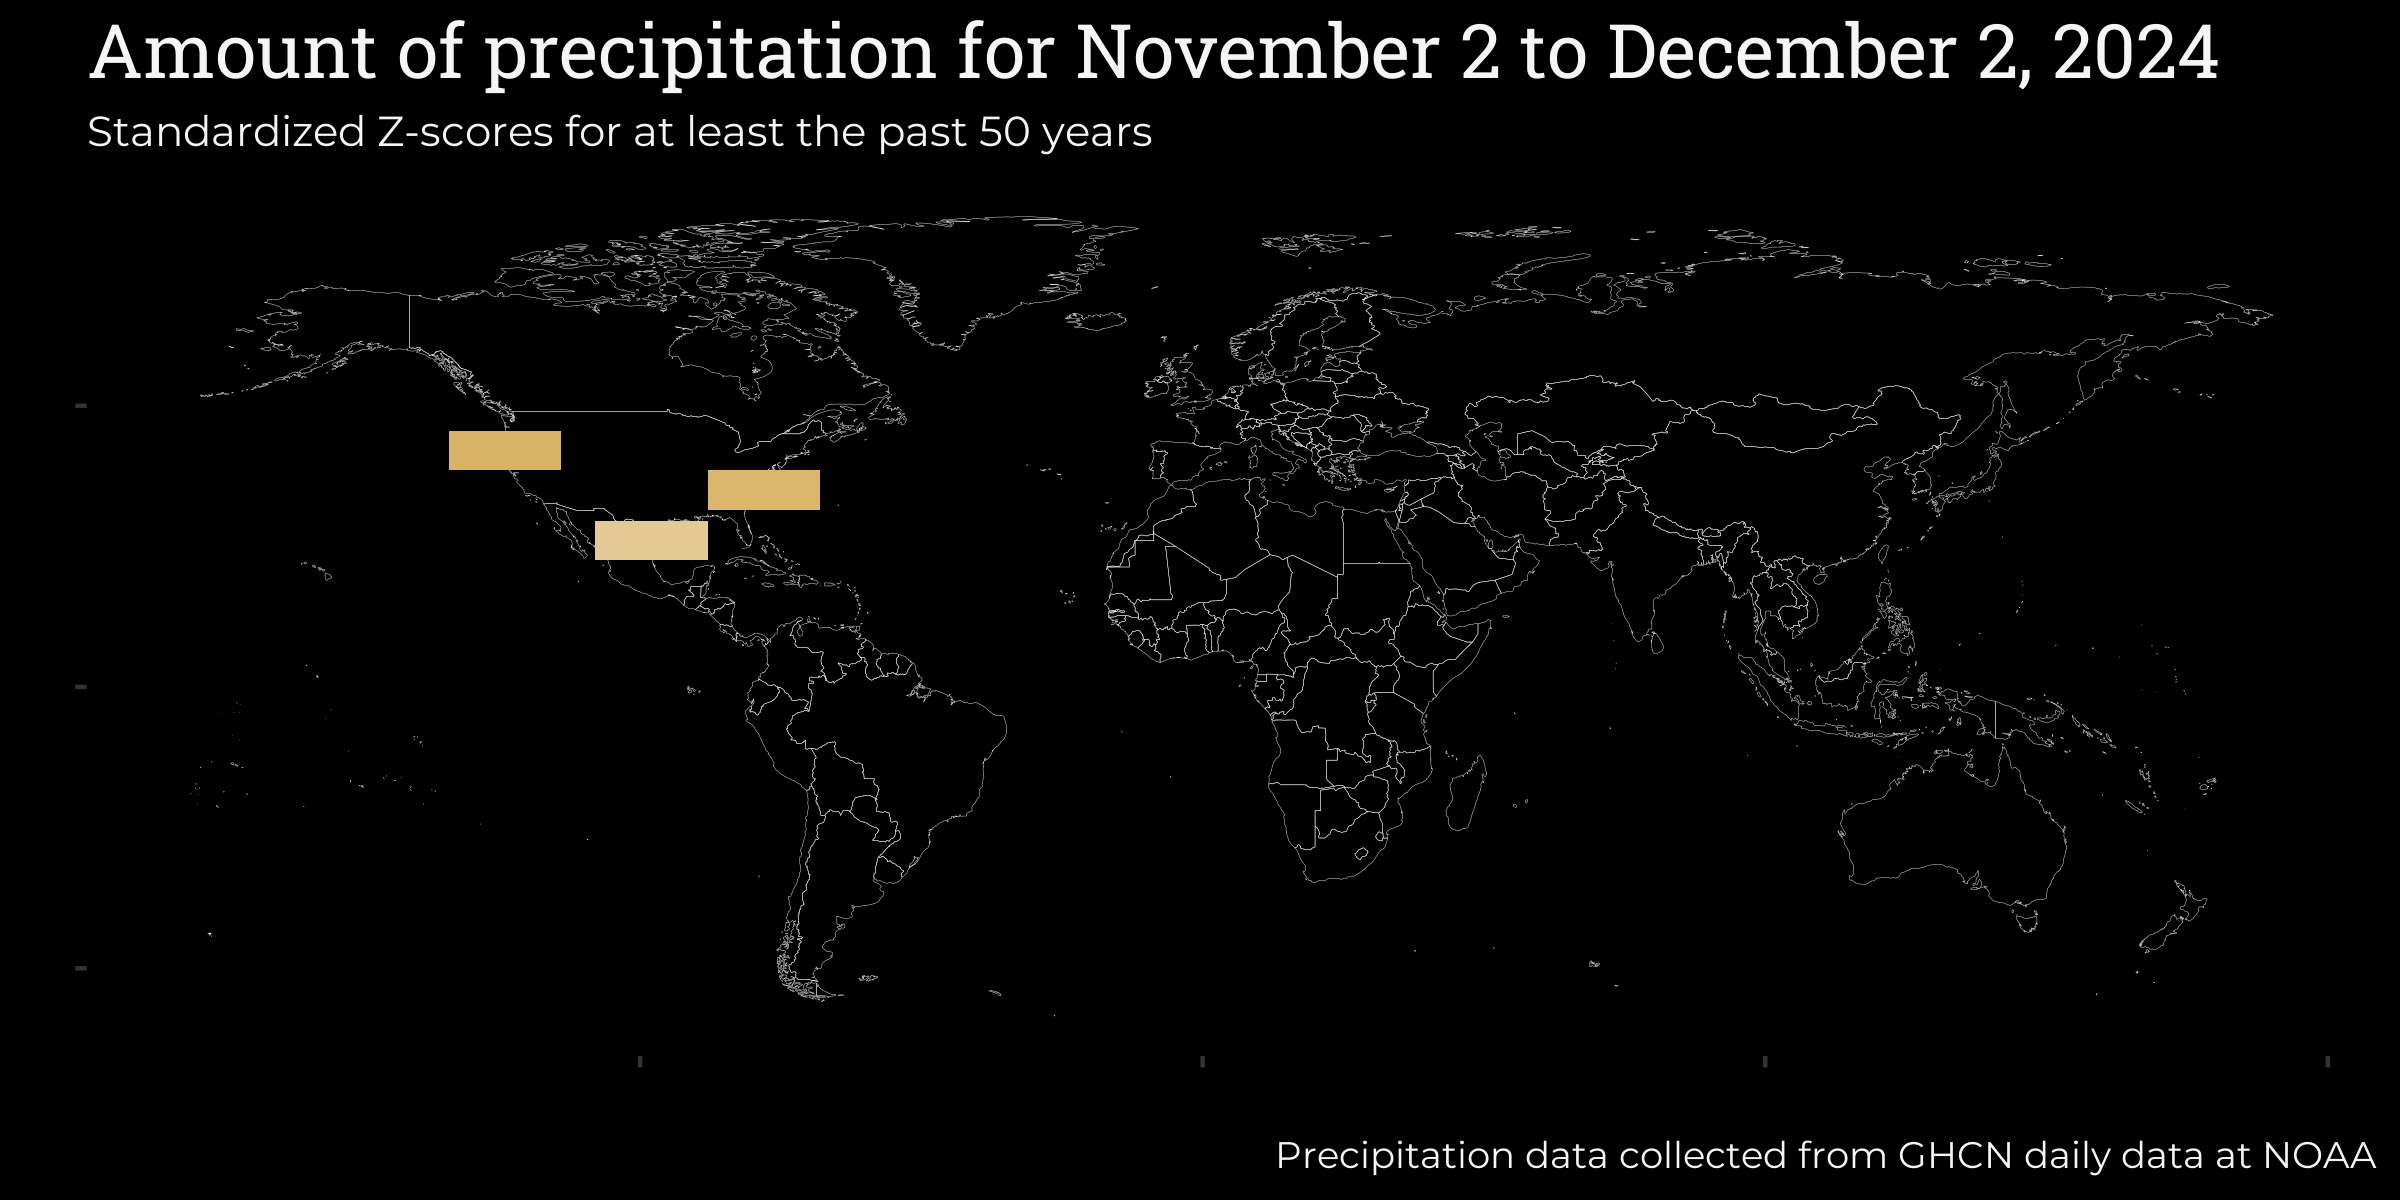 Amount of precipitation for November 2 to December 2, 2024
Standardized Z-scores for at least the past 50 years
Precipitation data collected from GHCN daily data at NOAA